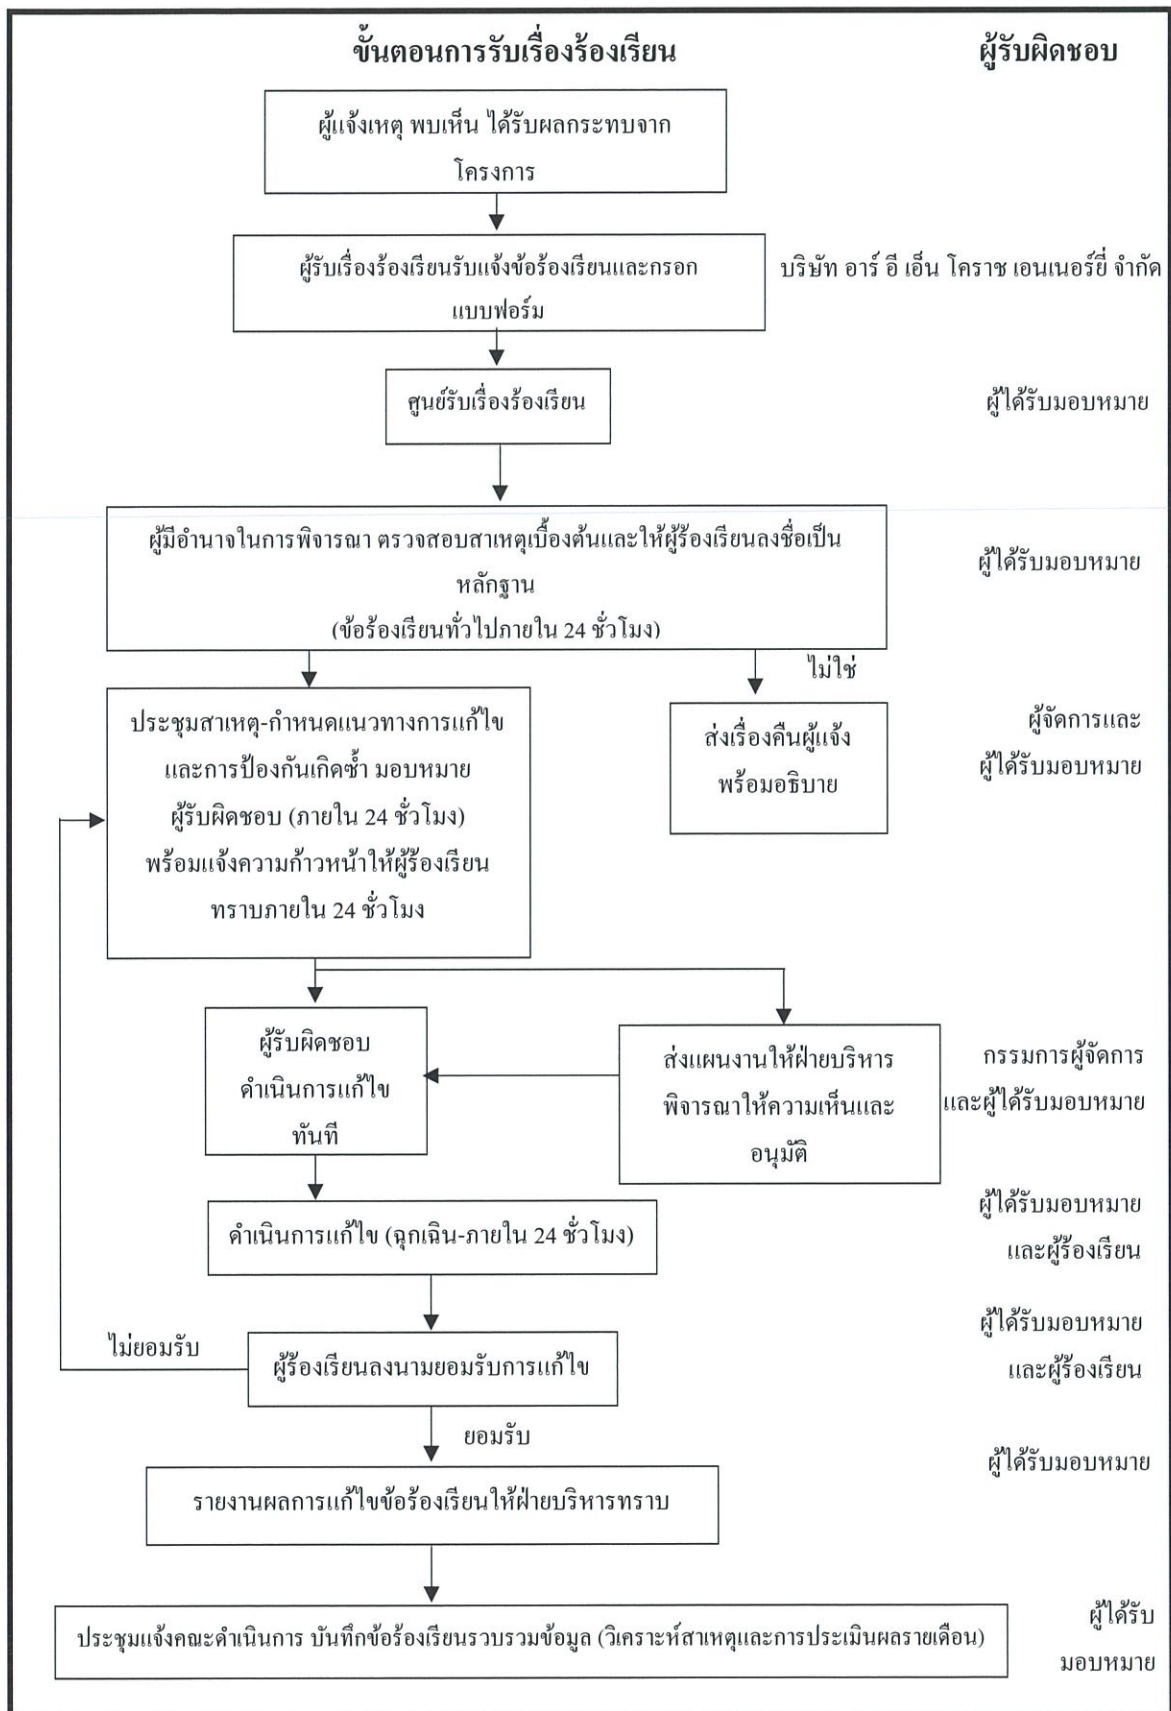 ขั้นตอนการรับเรื่องร้องเรียน
ผู้รับผิดชอบ
ผู้แจ้งเหตุ พบเห็น ได้รับผลกระทบจาก
โครงการ
ผู้รับเรื่องร้องเรียนรับแจ้งข้อร้องเรียนและกรอก
แบบฟอร์ม
บริษัท อาร์ อี เอ็น โคราช เอนเนอร์ยี่ จำกัด
ศูนย์รับเรื่องร้องเรียน
ผู้ได้รับมอบหมาย
ผู้มีอำนาจในการพิจารณา ตรวจสอบสาเหตุเบื้องต้นและให้ผู้ร้องเรียนลงชื่อเป็น
หลักฐาน
(ข้อร้องเรียนทั่วไปภายใน 24 ชั่วโมง)
ผู้ได้รับมอบหมาย
ไม่ใช่
ประชุมสาเหตุ-กำหนดแนวทางการแก้ไข
และการป้องกันเกิดซ้ำ มอบหมาย
ผู้รับผิดชอบ (ภายใน 24 ชั่วโมง)
พร้อมแจ้งความก้าวหน้าให้ผู้ร้องเรียน
ทราบภายใน 24 ชั่วโมง
ส่งเรื่องคืนผู้แจ้ง
พร้อมอธิบาย
ผู้จัดการและ
ผู้ได้รับมอบหมาย
ผู้รับผิดชอบ
ดำเนินการแก้ไข
ทันที
ส่งแผนงานให้ฝ่ายบริหาร
พิจารณาให้ความเห็นและ
อนุมัติ
กรรมการผู้จัดการ
และผู้ได้รับมอบหมาย
ดำเนินการแก้ไข (ฉุกเฉิน-ภายใน 24 ชั่วโมง)
ผู้ได้รับมอบหมาย
และผู้ร้องเรียน
ไม่ยอมรับ
ผู้ร้องเรียนลงนามยอมรับการแก้ไข
ผู้ได้รับมอบหมาย
และผู้ร้องเรียน
ยอมรับ
รายงานผลการแก้ไขข้อร้องเรียนให้ฝ่ายบริหารทราบ
ผู้ได้รับมอบหมาย
ประชุมแจ้งคณะดำเนินการ บันทึกข้อร้องเรียนรวบรวมข้อมูล (วิเคราะห์สาเหตุและการประเมินผลรายเดือน)
ผู้ได้รับ
มอบหมาย